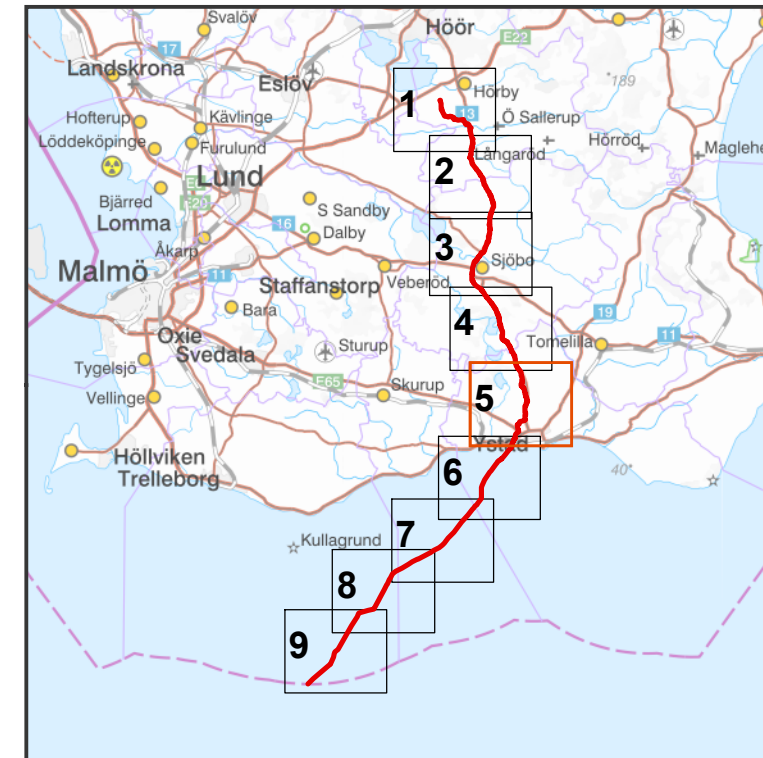 Svalöv
Höör
E22
17
Landskrona
Eslöv
189
Hörby
1
13
Hofterup
Kävlinge
Ö Sallerup
Löddeköpinge
Furulund
Hörröd
Långaröd
Maglehe
Lund
2
E20
Bjärred
S Sandby
Lomma
16
Dalby
Åkarp
3
Sjöbo
Malmö
11
Staffanstorp
Veberöd
Bara
4
19
Oxie
Svedala
Sturup
Tomelilla
11
Tygelsjö
E65
Skurup
5
Vellinge
Ystad
Höllviken
Trelleborg
6
40
Kullagrund
7
8
9